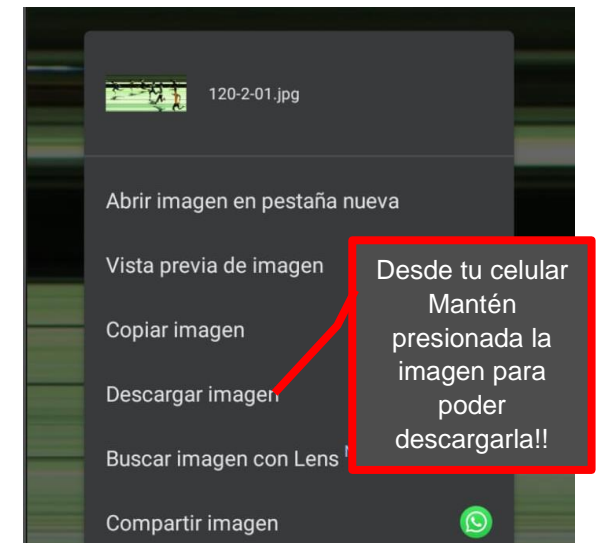 120-2-01.jpg
Abrir imagen en pestaña nueva
Vista previa de imagen
Copiar imagen
Descargar imagen
Buscar imagen con Lens
Compartir imagen
Desde tu celular
Mantén
presionada la
imagen para
poder
descargarla!!